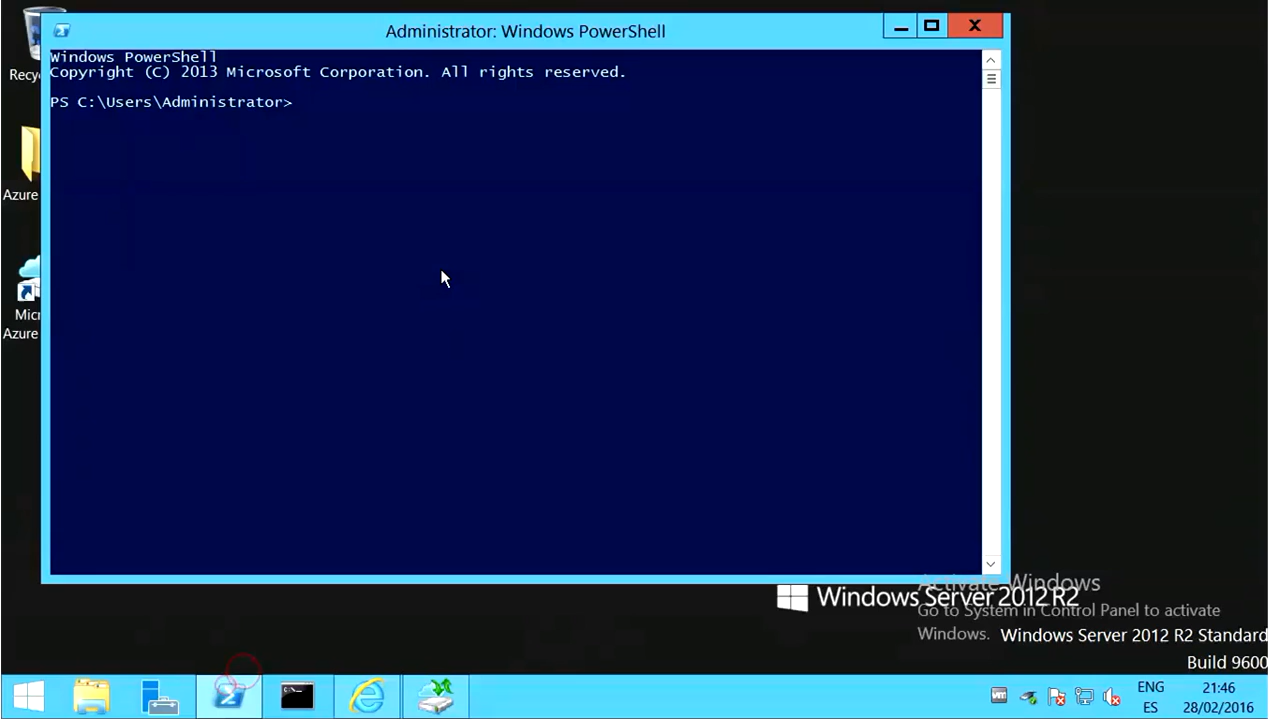 Administrator: Windows PowerShell
Windows PowerShell
Copyright (C) 2013 Microsoft Corporation. All rights reserved.
PS C:\Users\Administrator>
Recyc
Azure
Micr
Azure
Activate Windows
Windows Server 2012 R2
Go to System in Control Panel to activate
Windows.
Windows Server 2012 R2 Standard
Build 9600
ENG
ES
21:46
28/02/2016